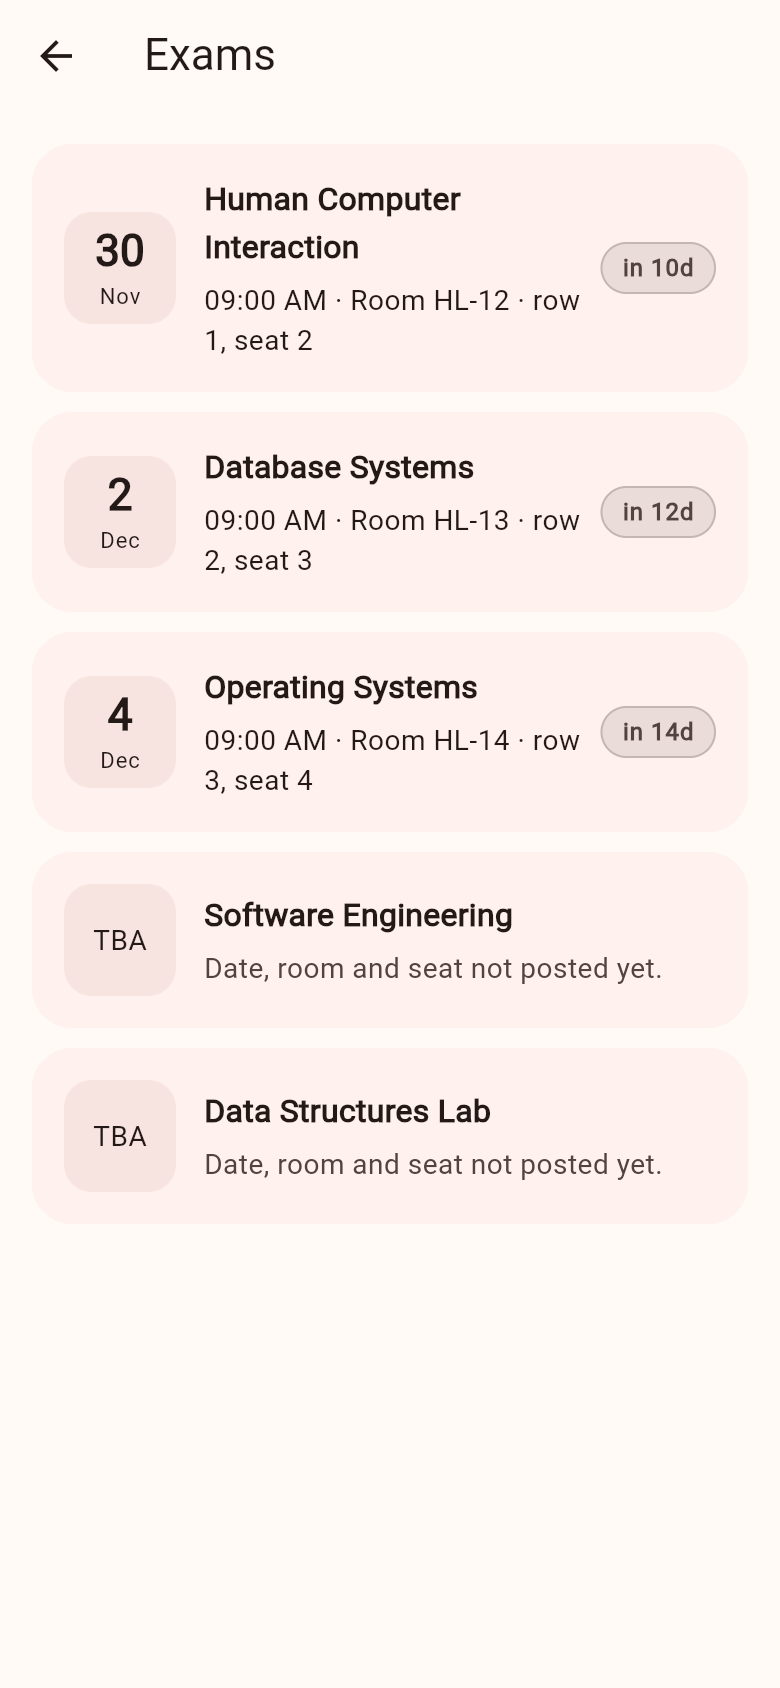 Exams
30
Nov
Human Computer
Interaction
09:00 AM · Room HL-12 · row
1, seat 2
in 10d
2
Dec
Database Systems
09:00 AM · Room HL-13 · row
2, seat 3
in 12d
4
Dec
Operating Systems
09:00 AM · Room HL-14 · row
3, seat 4
in 14d
TBA
Software Engineering
Date, room and seat not posted yet.
TBA
Data Structures Lab
Date, room and seat not posted yet.